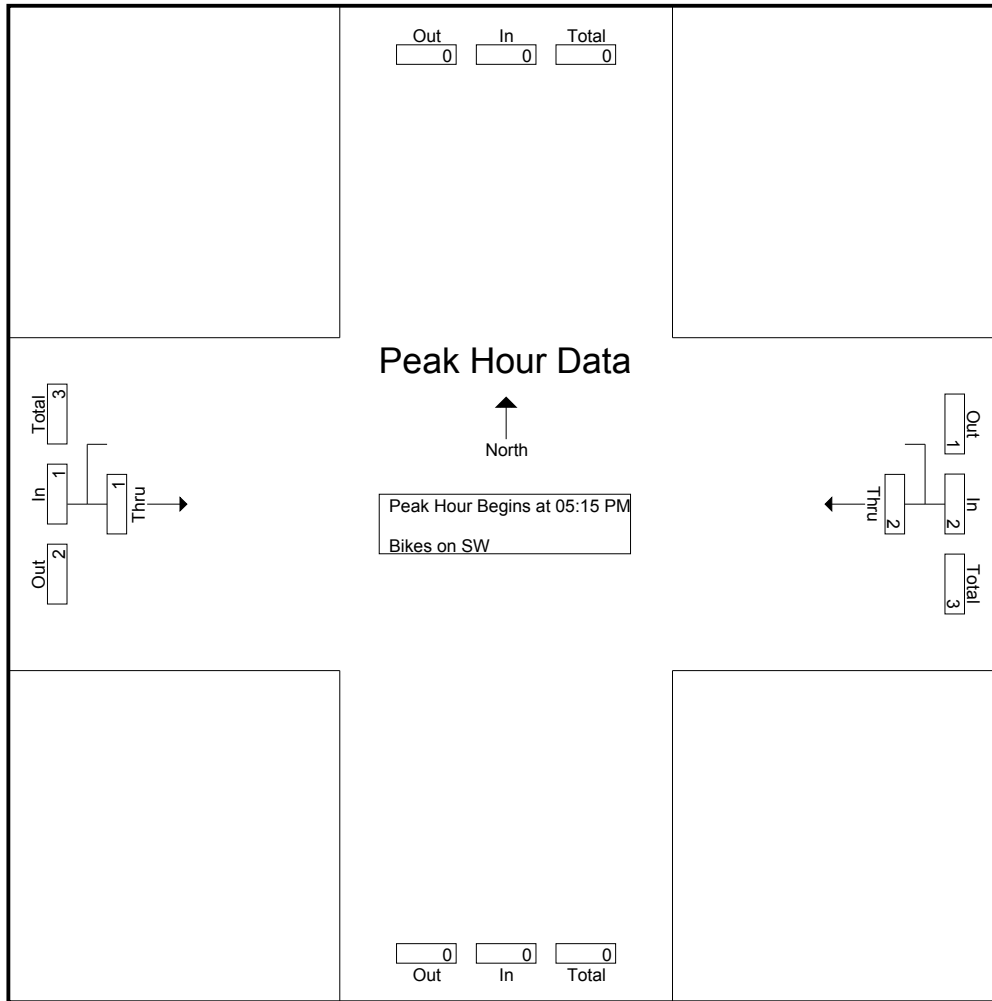 Out In Total
0 0 0
Peak Hour Data
North
Peak Hour Begins at 05:15 PM
Bikes on SW
Total 3
In 1
Out 2
1
Thru
Out 1
In 2
Total 3
2
Thru
0 0 0
Out In Total